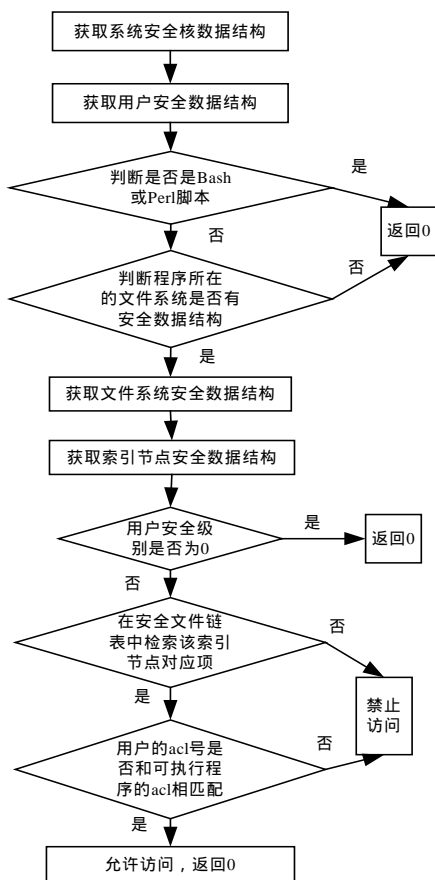 获取系统安全核数据结构
获取用户安全数据结构
判断是否是Bash
或Perl脚本
是
返回0
否
判断程序所在
的文件系统是否有
安全数据结构
否
是
获取文件系统安全数据结构
获取索引节点安全数据结构
用户安全级
别是否为0
是
返回0
否
在安全文件链
表中检索该索引
节点对应项
否
是
禁止
访问
用户的acl号是
否和可执行程
序的acl相匹配
否
是
允许访问，返回0